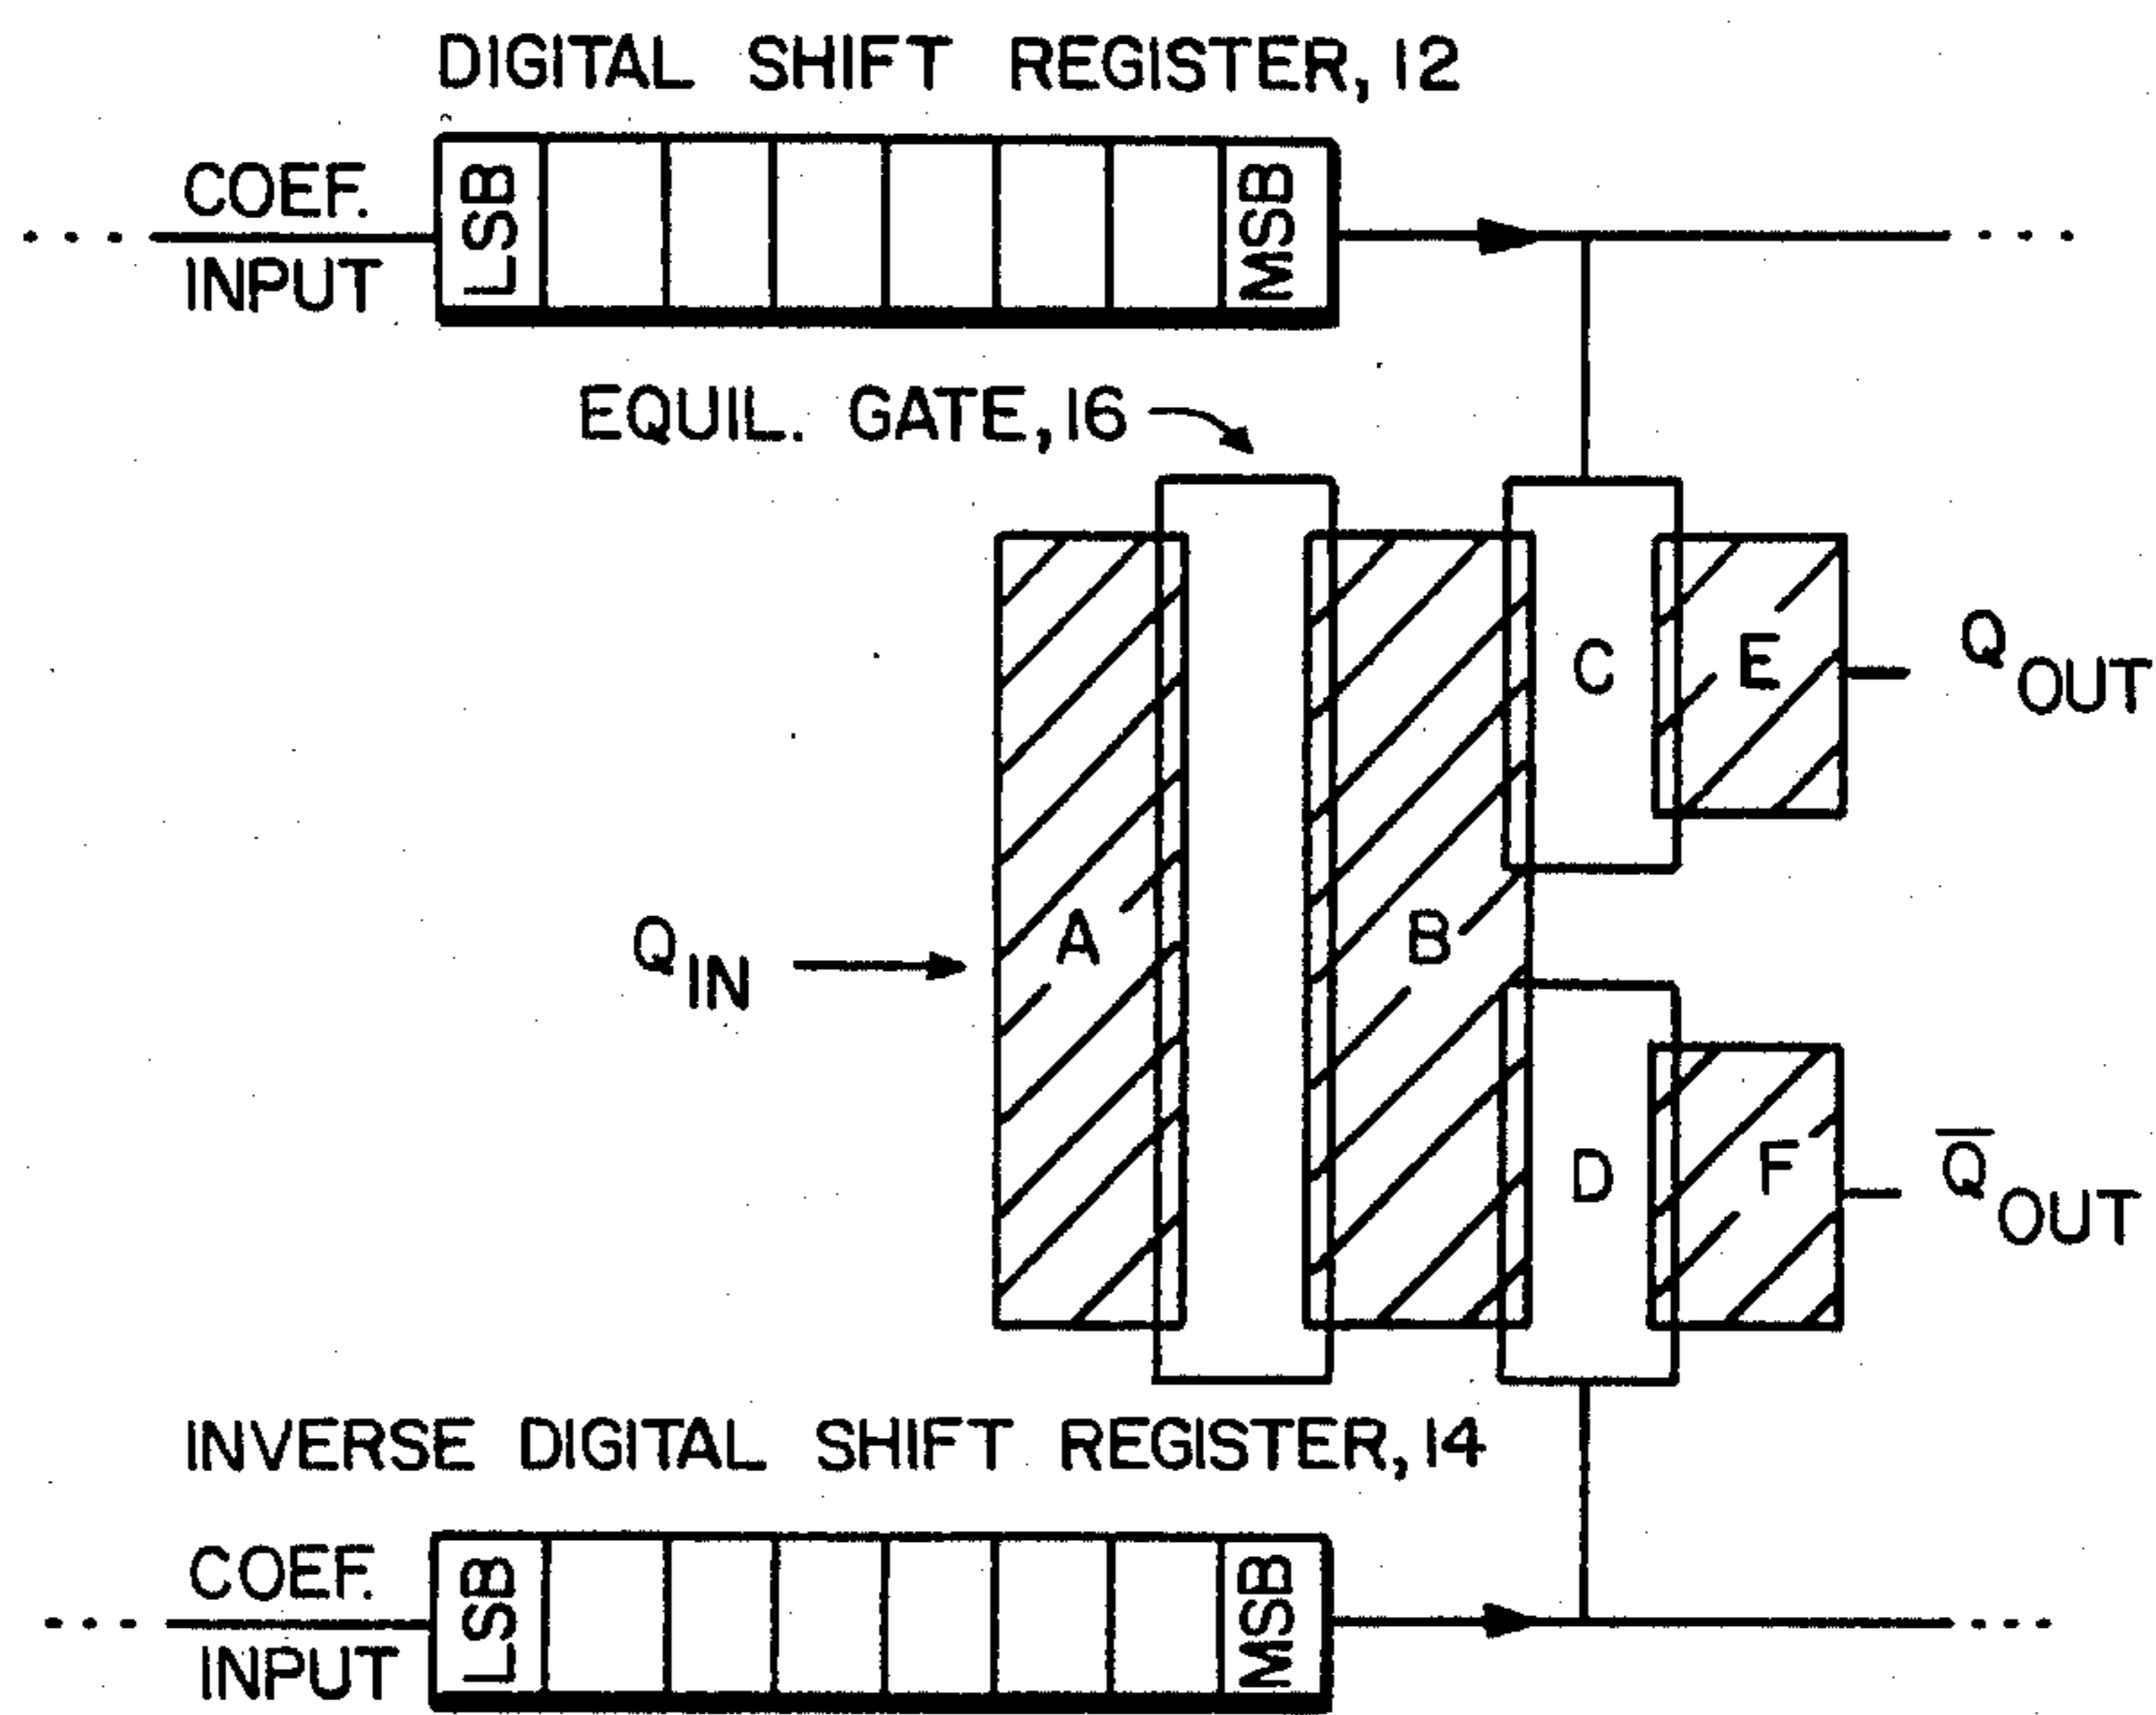 DIGITAL SHIFT REGISTER, 12
COEF.
INPUT
LSB
MSB
EQUIL. GATE, 16
C
E
Q OUT
A
B
Q IN
D
F
Q̅ OUT
INVERSE DIGITAL SHIFT REGISTER, 14
COEF.
INPUT
LSB
MSB